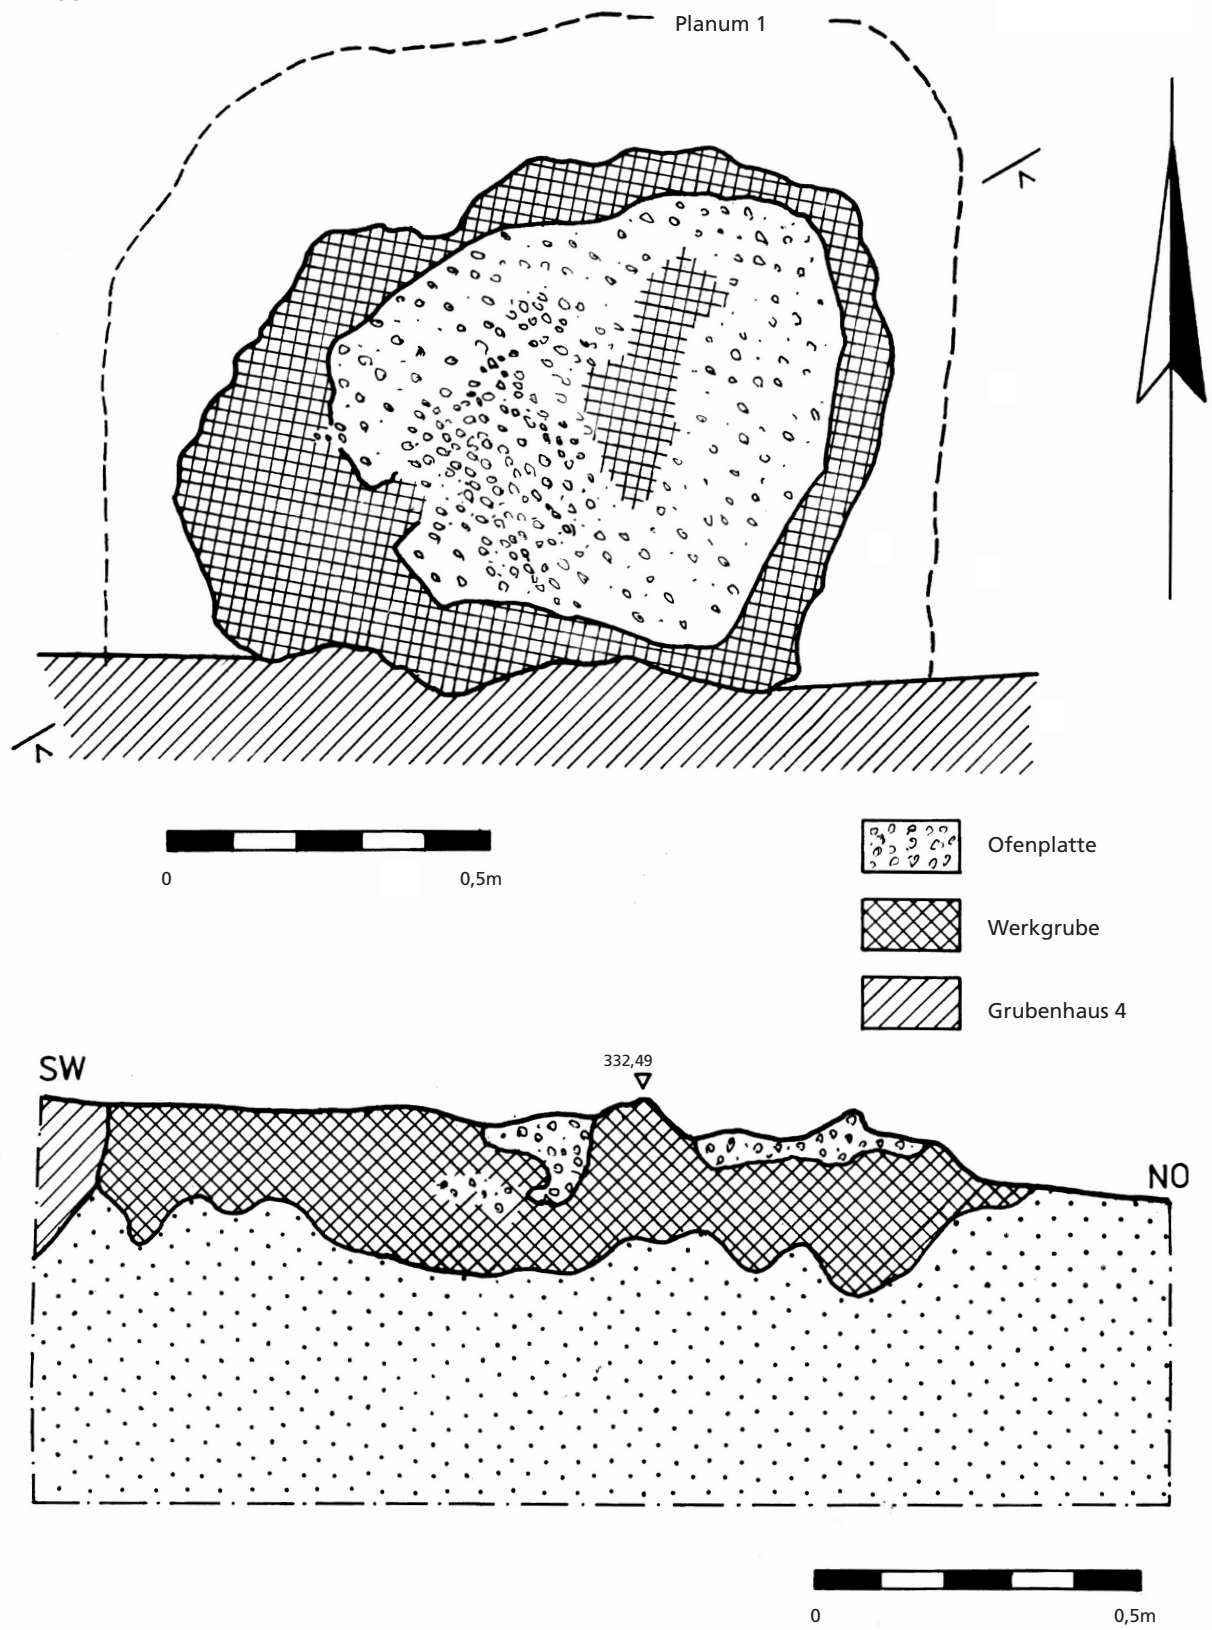 Planum 1
0 0,5m
Ofenplatte
Werkgrube
Grubenhaus 4
SW
332,49
NO
0 0,5m